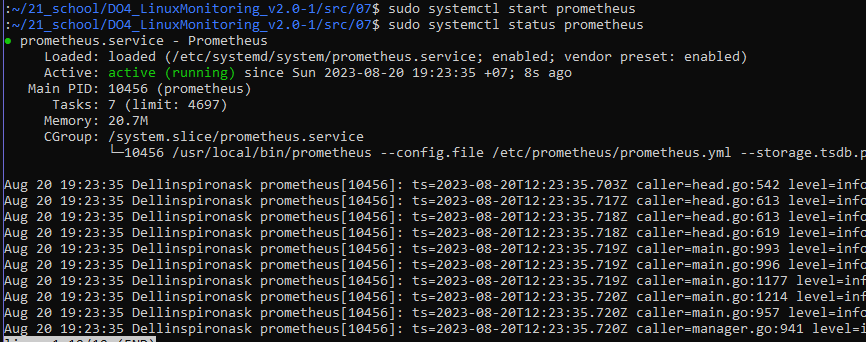 :~/21_school/DO4_LinuxMonitoring_v2.0-1/src/07$ sudo systemctl start prometheus
:~/21_school/DO4_LinuxMonitoring_v2.0-1/src/07$ sudo systemctl status prometheus
● prometheus.service - Prometheus
Loaded: loaded (/etc/systemd/system/prometheus.service; enabled; vendor preset: enabled)
Active: active (running) since Sun 2023-08-20 19:23:35 +07; 8s ago
Main PID: 10456 (prometheus)
Tasks: 7 (limit: 4697)
Memory: 20.7M
CGroup: /system.slice/prometheus.service
└─10456 /usr/local/bin/prometheus --config.file /etc/prometheus/prometheus.yml --storage.tsdb.p
Aug 20 19:23:35 Dellinspironask prometheus[10456]: ts=2023-08-20T12:23:35.703Z caller=head.go:542 level=info
Aug 20 19:23:35 Dellinspironask prometheus[10456]: ts=2023-08-20T12:23:35.717Z caller=head.go:613 level=info
Aug 20 19:23:35 Dellinspironask prometheus[10456]: ts=2023-08-20T12:23:35.718Z caller=head.go:613 level=info
Aug 20 19:23:35 Dellinspironask prometheus[10456]: ts=2023-08-20T12:23:35.718Z caller=head.go:619 level=info
Aug 20 19:23:35 Dellinspironask prometheus[10456]: ts=2023-08-20T12:23:35.719Z caller=main.go:993 level=info
Aug 20 19:23:35 Dellinspironask prometheus[10456]: ts=2023-08-20T12:23:35.719Z caller=main.go:996 level=info
Aug 20 19:23:35 Dellinspironask prometheus[10456]: ts=2023-08-20T12:23:35.719Z caller=main.go:1177 level=inf
Aug 20 19:23:35 Dellinspironask prometheus[10456]: ts=2023-08-20T12:23:35.720Z caller=main.go:1214 level=inf
Aug 20 19:23:35 Dellinspironask prometheus[10456]: ts=2023-08-20T12:23:35.720Z caller=main.go:957 level=info
Aug 20 19:23:35 Dellinspironask prometheus[10456]: ts=2023-08-20T12:23:35.720Z caller=manager.go:941 level=i